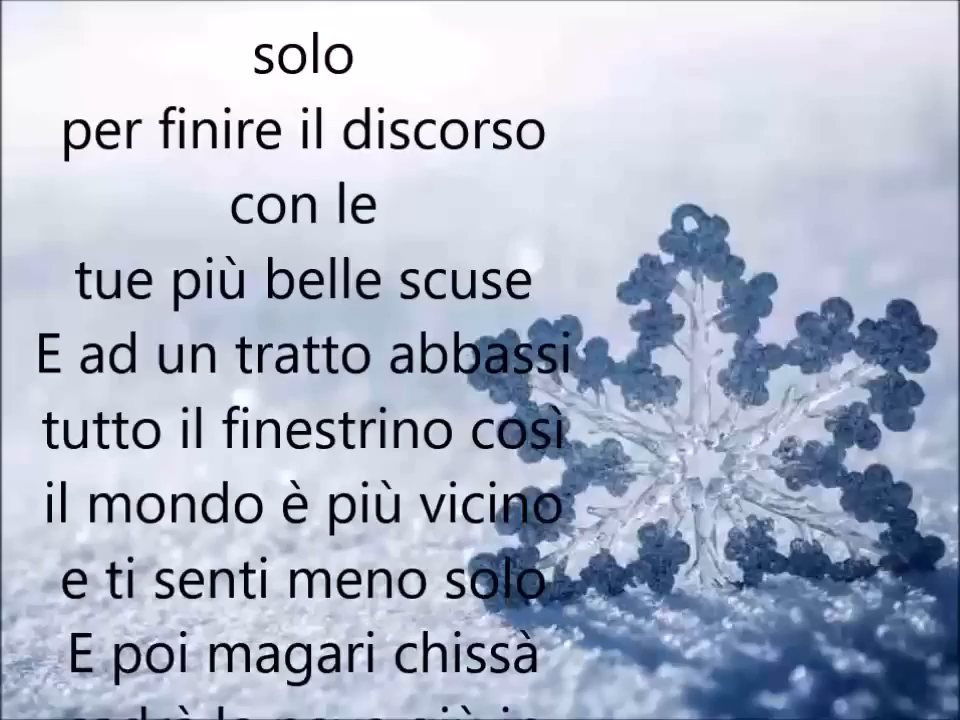 solo
per finire il discorso
con le
tue più belle scuse
E ad un tratto abbassi
tutto il finestrino così
il mondo è più vicino
e ti senti meno solo
E poi magari chissà